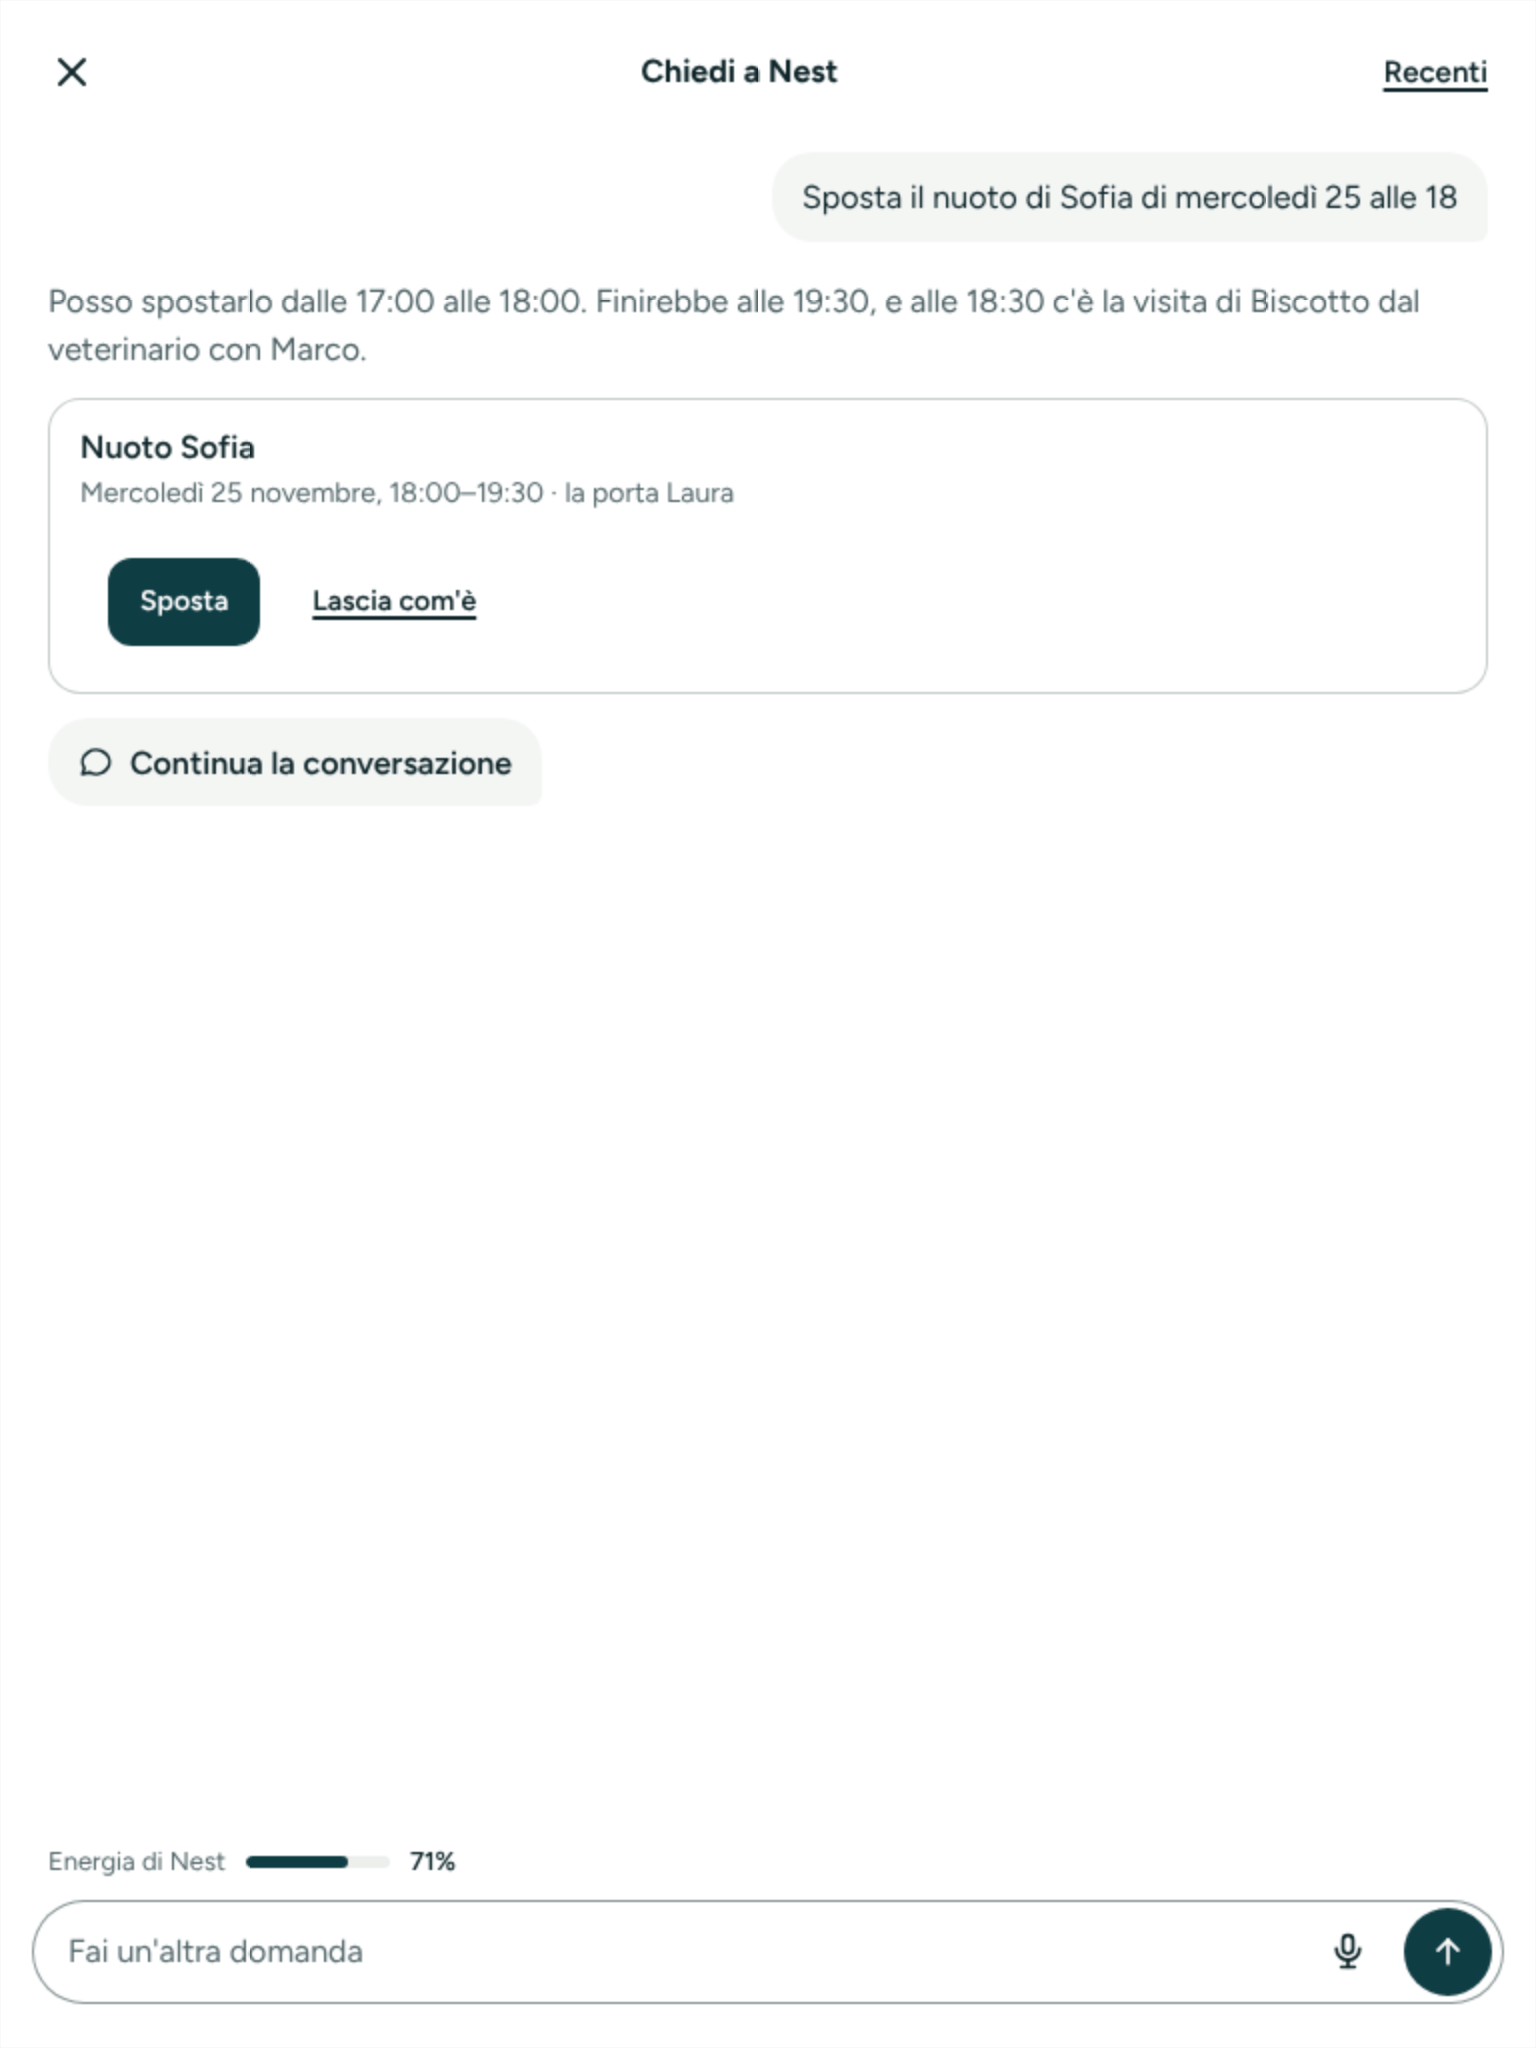 Chiedi a Nest
Recenti
Sposta il nuoto di Sofia di mercoledì 25 alle 18
Posso spostarlo dalle 17:00 alle 18:00. Finirebbe alle 19:30, e alle 18:30 c'è la visita di Biscotto dal
veterinario con Marco.
Nuoto Sofia
Mercoledì 25 novembre, 18:00–19:30 · la porta Laura
Sposta
Lascia com'è
Continua la conversazione
Energia di Nest
71%
Fai un'altra domanda